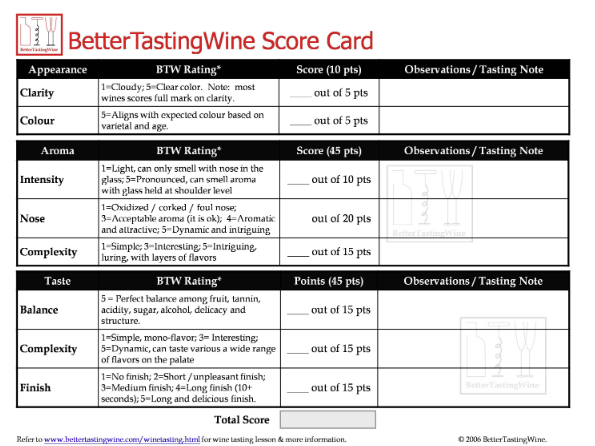 BetterTastingWine
BetterTastingWine Score Card
Appearance BTW Rating* Score (10 pts) Observations / Tasting Note
Clarity
1=Cloudy; 5=Clear color. Note: most
wines scores full mark on clarity.
____ out of 5 pts
Colour
5=Aligns with expected colour based on
varietal and age.
____ out of 5 pts
Aroma BTW Rating* Score (45 pts) Observations / Tasting Note
Intensity
1=Light, can only smell with nose in the
glass; 5=Pronounced, can smell aroma
with glass held at shoulder level
____ out of 10 pts
Nose
1=Oxidized / corked / foul nose;
3=Acceptable aroma (it is ok); 4=Aromatic
and attractive; 5=Dynamic and intriguing
out of 20 pts
BetterTastingWine
Complexity
1=Simple; 3=Interesting; 5=Intriguing,
luring, with layers of flavors
____ out of 15 pts
Taste BTW Rating* Points (45 pts) Observations / Tasting Note
Balance
5 = Perfect balance among fruit, tannin,
acidity, sugar, alcohol, delicacy and
structure.
____ out of 15 pts
Complexity
1=Simple, mono-flavor; 3= Interesting;
5=Dynamic, can taste various a wide range
of flavors on the palate
____ out of 15 pts
Finish
1=No finish; 2=Short /unpleasant finish;
3=Medium finish; 4=Long finish (10+
seconds); 5=Long and delicious finish.
____ out of 15 pts
BetterTastingWine
Total Score
Refer to www.bettertastingwine.com/winetasting.html for wine tasting lesson & more information. © 2006 BetterTastingWine.